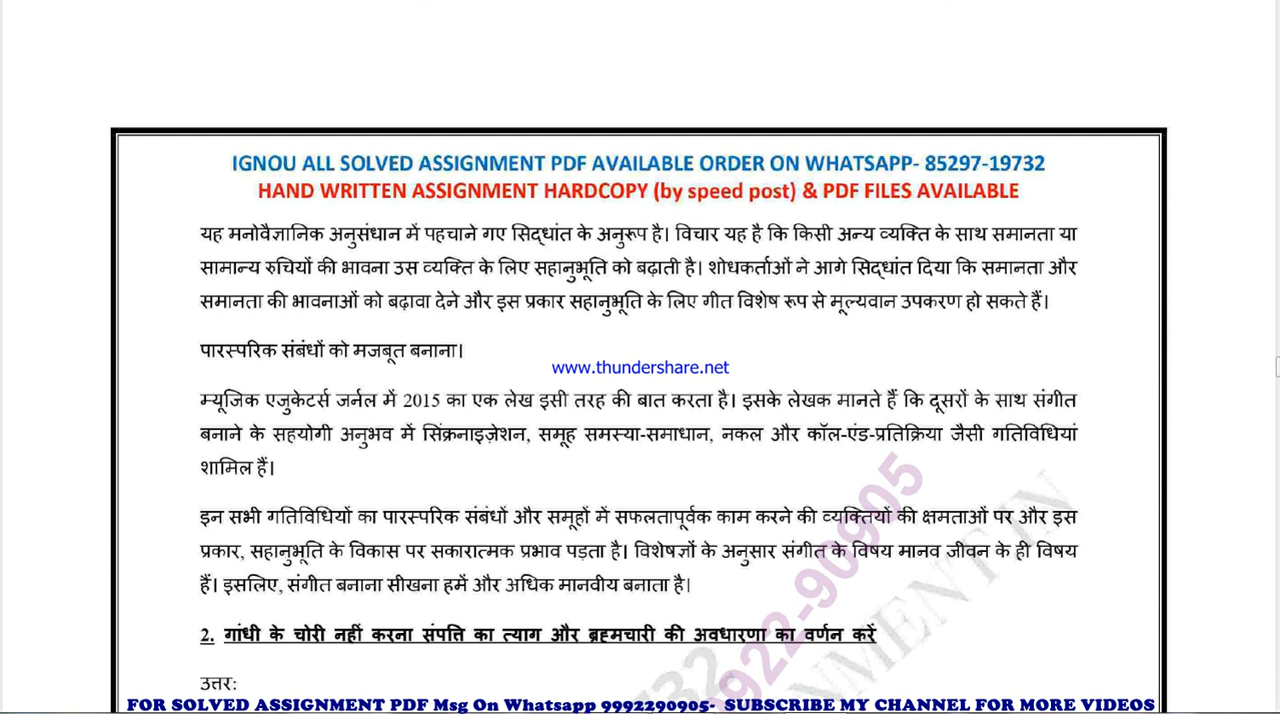 IGNOU ALL SOLVED ASSIGNMENT PDF AVAILABLE ORDER ON WHATSAPP- 85297-19732
HAND WRITTEN ASSIGNMENT HARDCOPY (by speed post) & PDF FILES AVAILABLE
यह मनोवैज्ञानिक अनुसंधान में पहचाने गए सिद्धांत के अनुरूप है। विचार यह है कि किसी अन्य व्यक्ति के साथ समानता या
सामान्य रुचियों की भावना उस व्यक्ति के लिए सहानुभूति को बढ़ाती है। शोधकर्ताओं ने आगे सिद्धांत दिया कि समानता और
समानता की भावनाओं को बढ़ावा देने और इस प्रकार सहानुभूति के लिए गीत विशेष रूप से मूल्यवान उपकरण हो सकते हैं।
पारस्परिक संबंधों को मजबूत बनाना।
www.thundershare.net
म्यूजिक एजुकेटर्स जर्नल में 2015 का एक लेख इसी तरह की बात करता है। इसके लेखक मानते हैं कि दूसरों के साथ संगीत
बनाने के सहयोगी अनुभव में सिंक्रनाइज़ेशन, समूह समस्या-समाधान, नकल और कॉल-एंड-प्रतिक्रिया जैसी गतिविधियां
शामिल हैं।
इन सभी गतिविधियों का पारस्परिक संबंधों और समूहों में सफलतापूर्वक काम करने की व्यक्तियों की क्षमताओं पर और इस
प्रकार, सहानुभूति के विकास पर सकारात्मक प्रभाव पड़ता है। विशेषज्ञों के अनुसार संगीत के विषय मानव जीवन के ही विषय
हैं। इसलिए, संगीत बनाना सीखना हमें और अधिक मानवीय बनाता है।
2. गांधी के चोरी नहीं करना संपत्ति का त्याग और ब्रह्मचारी की अवधारणा का वर्णन करें
उत्तर:
922-90905
732
NMENT IN
FOR SOLVED ASSIGNMENT PDF Msg On Whatsapp 9992290905- SUBSCRIBE MY CHANNEL FOR MORE VIDEOS